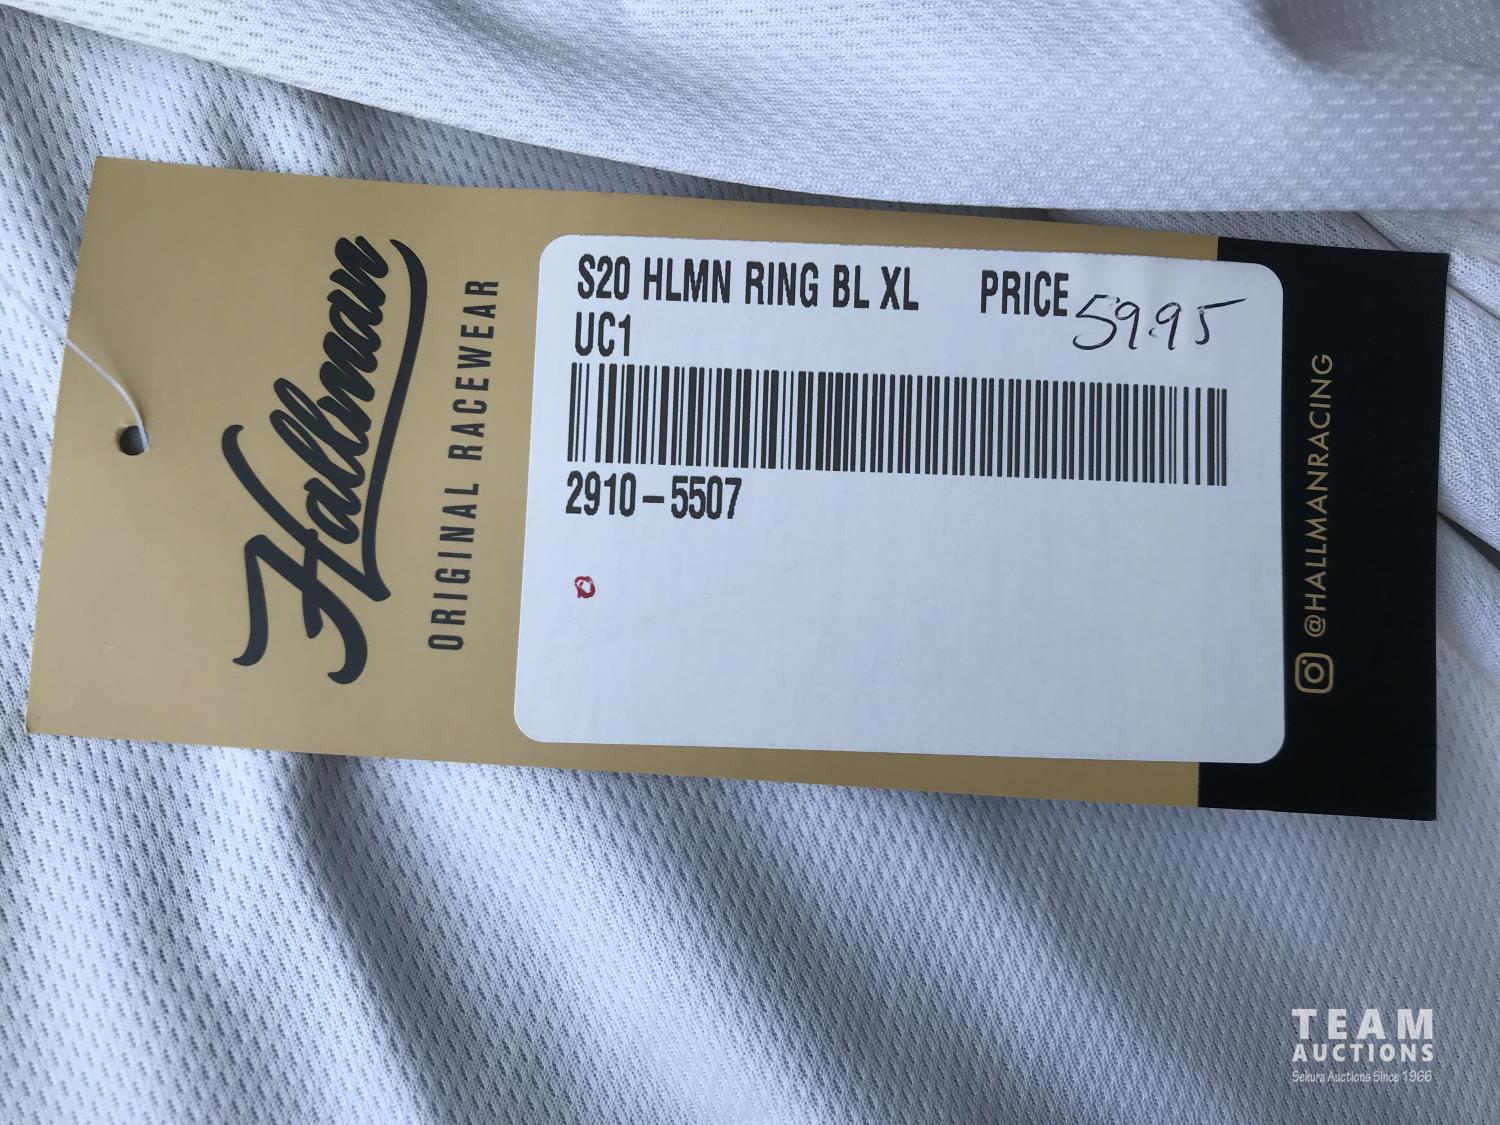 Hallman
ORIGINAL RACEWEAR
S20 HLMN RING BL XL PRICE 59.95
UC1
2910-5507
@HALLMANRACING
TEAM
AUCTIONS
Sekura Auctions Since 1966